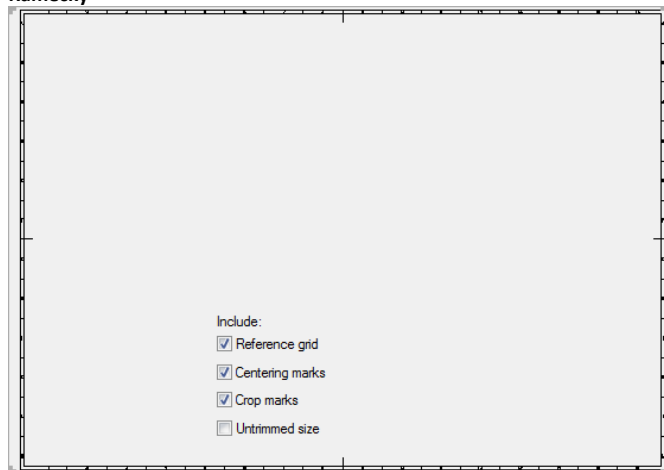 Include:
Reference grid
Centering marks
Crop marks
Untrimmed size